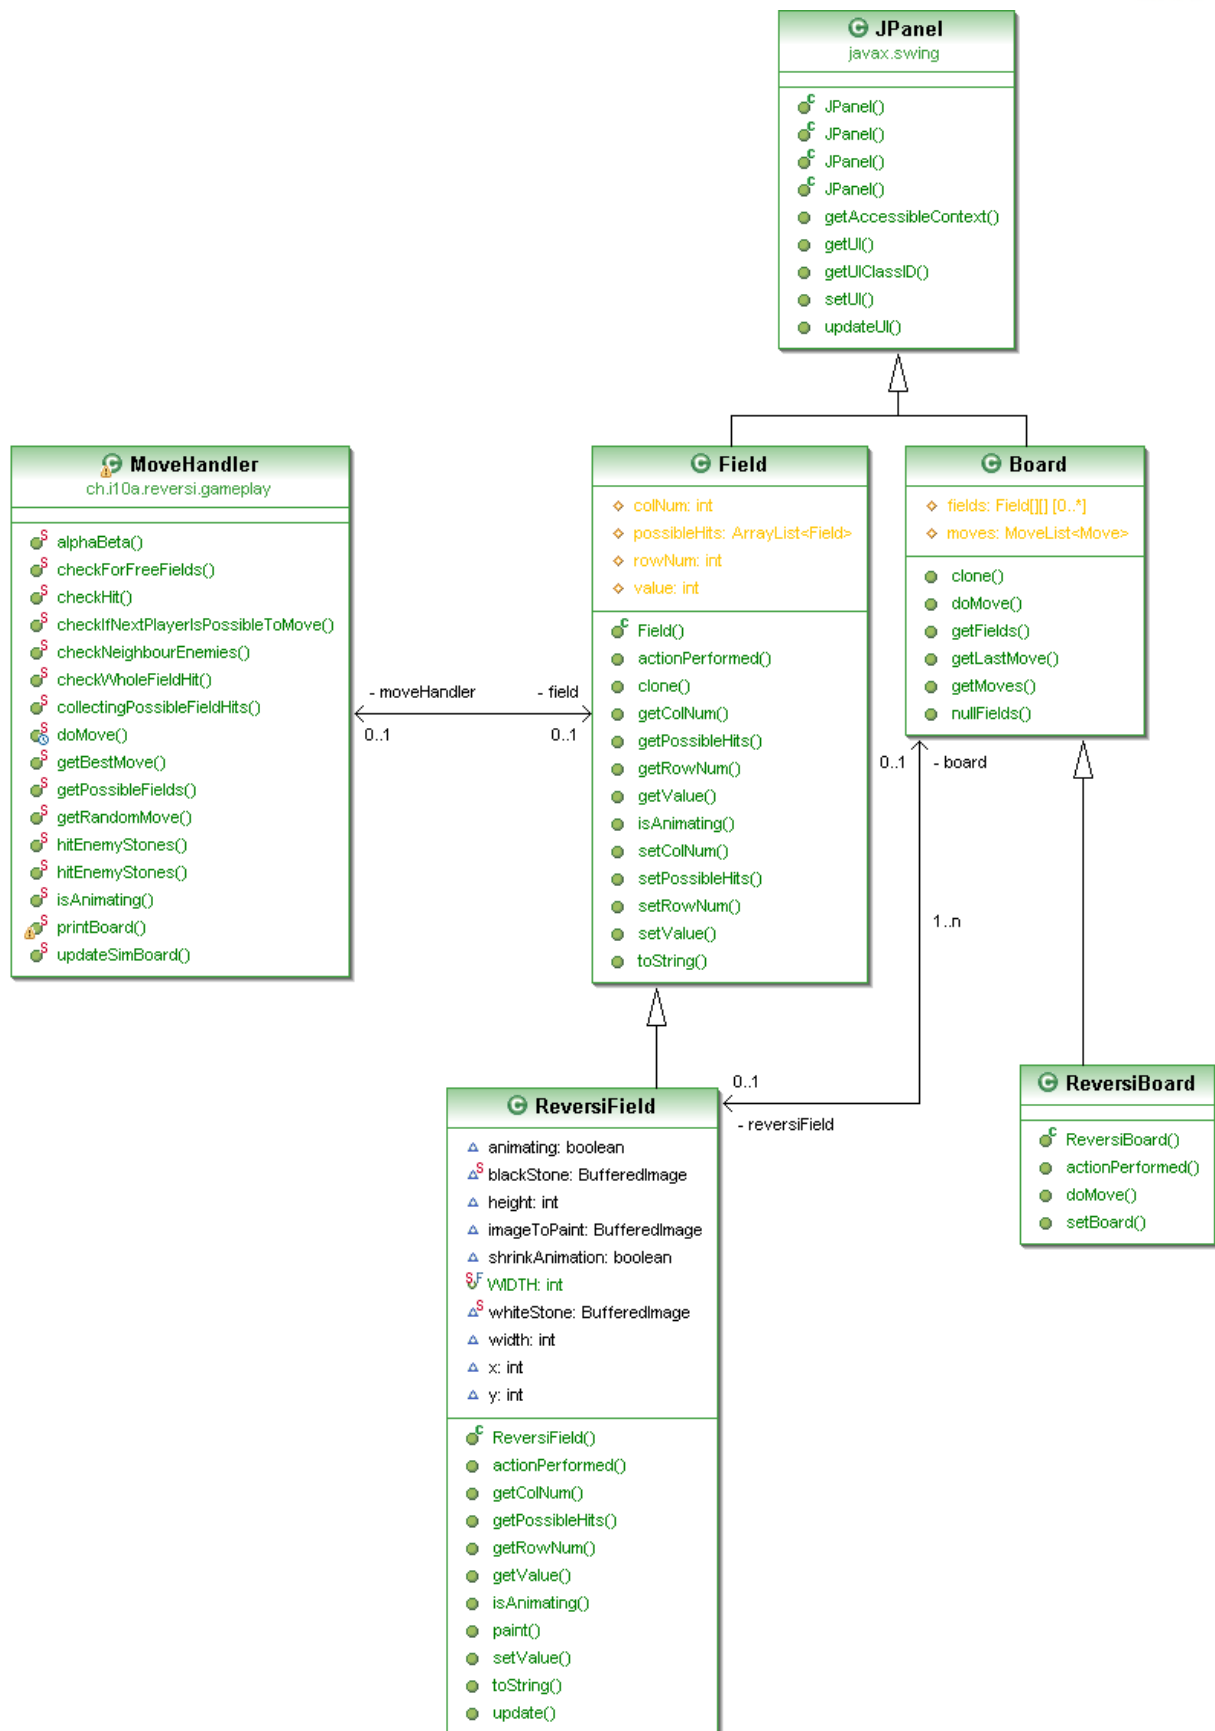 JPanel
javax.swing
JPanel()
JPanel()
JPanel()
JPanel()
getAccessibleContext()
getUI()
getUIClassID()
setUI()
updateUI()
MoveHandler
ch.i10a.reversi.gameplay
alphaBeta()
checkForFreeFields()
checkHit()
checkIfNextPlayerIsPossibleToMove()
checkNeighbourEnemies()
checkWholeFieldHit()
collectingPossibleFieldHits()
doMove()
getBestMove()
getPossibleFields()
getRandomMove()
hitEnemyStones()
hitEnemyStones()
isAnimating()
printBoard()
updateSimBoard()
- moveHandler
- field
0..1
0..1
Field
colNum: int
possibleHits: ArrayList<Field>
rowNum: int
value: int
Field()
actionPerformed()
clone()
getColNum()
getPossibleHits()
getRowNum()
getValue()
isAnimating()
setColNum()
setPossibleHits()
setRowNum()
setValue()
toString()
Board
fields: Field[][] [0..*]
moves: MoveList<Move>
clone()
doMove()
getFields()
getLastMove()
getMoves()
nullFields()
0..1
- board
1..n
0..1
- reversiField
ReversiField
animating: boolean
blackStone: BufferedImage
height: int
imageToPaint: BufferedImage
shrinkAnimation: boolean
WIDTH: int
whiteStone: BufferedImage
width: int
x: int
y: int
ReversiField()
actionPerformed()
getColNum()
getPossibleHits()
getRowNum()
getValue()
isAnimating()
paint()
setValue()
toString()
update()
ReversiBoard
ReversiBoard()
actionPerformed()
doMove()
setBoard()